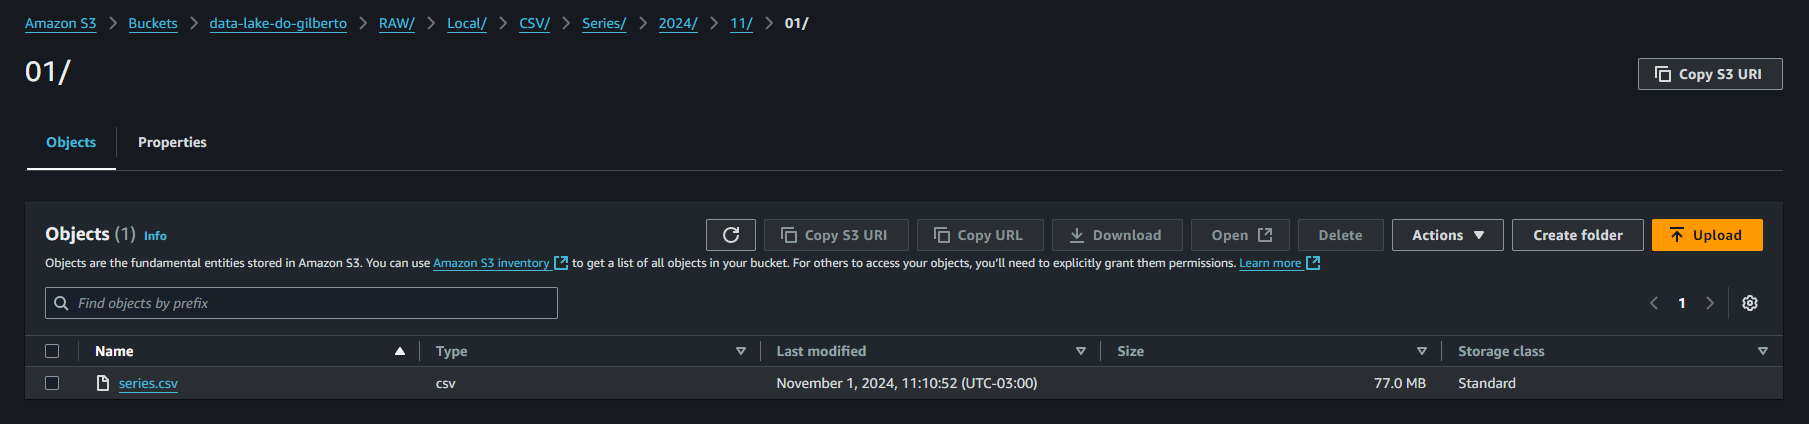 Amazon S3 > Buckets > data-lake-do-gilberto > RAW/ > Local/ > CSV/ > Series/ > 2024/ > 11/ > 01/
01/
Copy S3 URI
Objects Properties
Objects (1) Info
Copy S3 URI Copy URL Download Open Delete Actions Create folder Upload
Objects are the fundamental entities stored in Amazon S3. You can use Amazon S3 inventory to get a list of all objects in your bucket. For others to access your objects, you'll need to explicitly grant them permissions. Learn more
Find objects by prefix
1
Name Type Last modified Size Storage class
series.csv csv November 1, 2024, 11:10:52 (UTC-03:00) 77.0 MB Standard